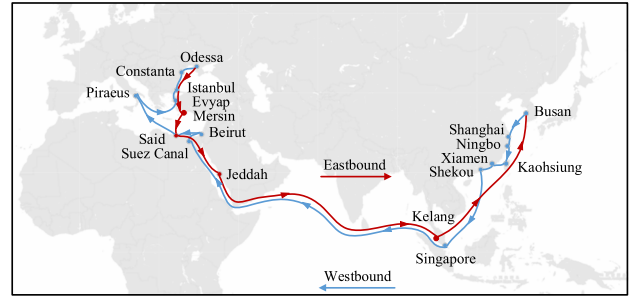 Odessa
Constanta
Istanbul
Piraeus
Evyap
Mersin
Beirut
Said
Suez Canal
Jeddah
Eastbound
Busan
Shanghai
Ningbo
Xiamen
Kaohsiung
Shekou
Kelang
Singapore
Westbound